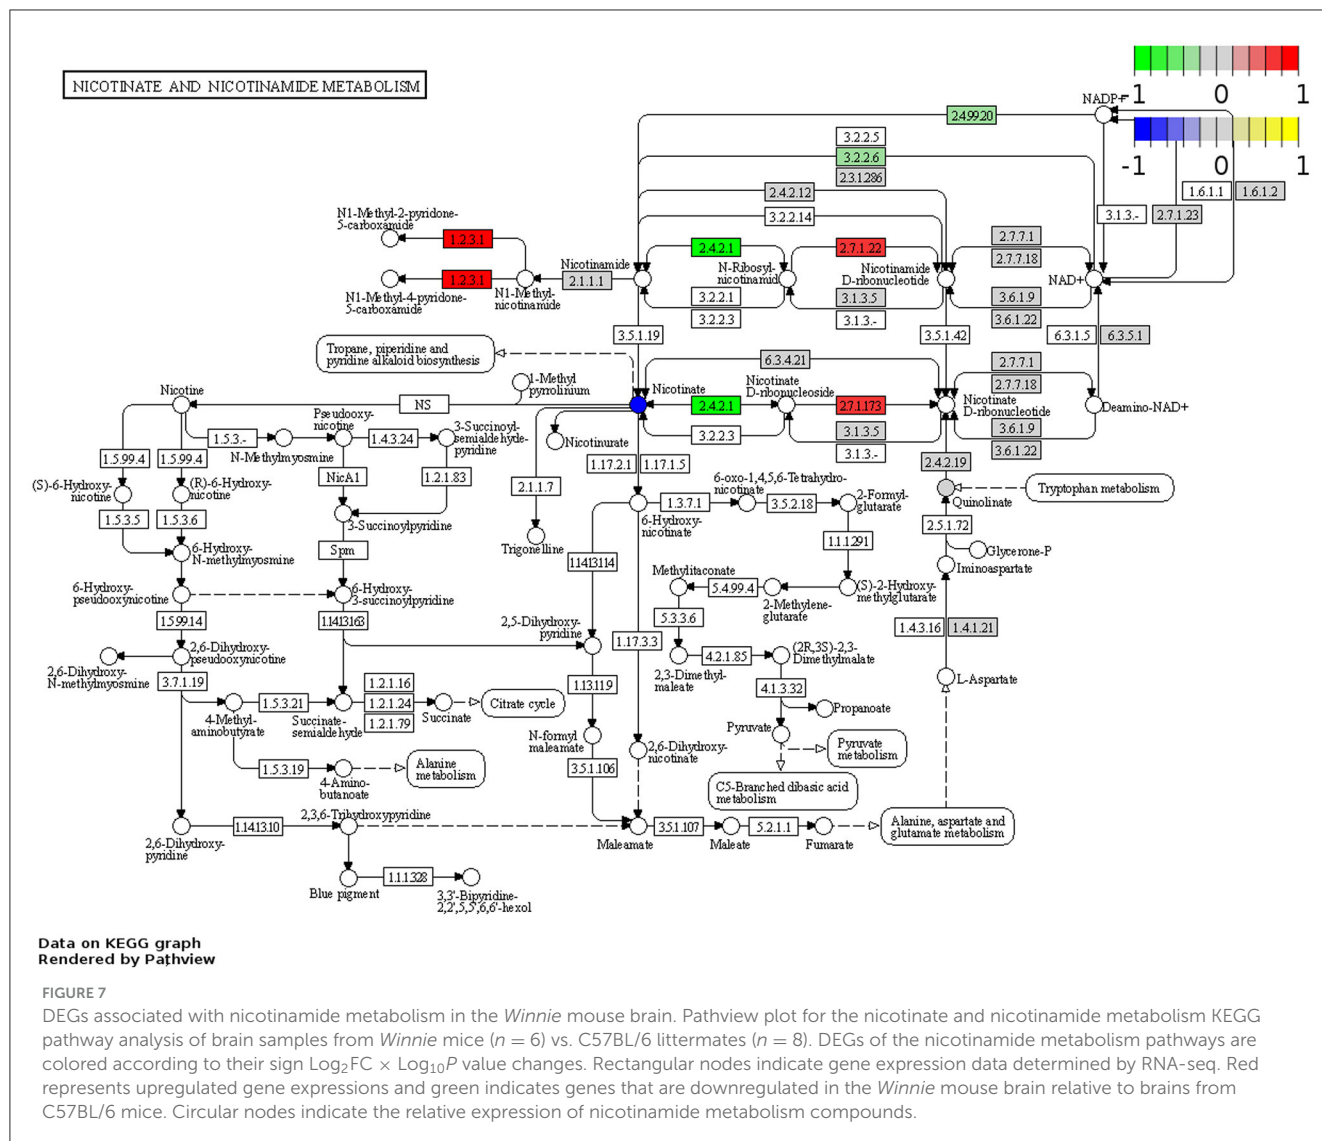 NICOTINATE AND NICOTINAMIDE METABOLISM
-1 0 1
-1 0 1
NADP+
2.4.99.20
3.2.2.5
3.2.2.6
2.3.1.286
2.4.2.12
3.2.2.14
1.6.1.1
1.6.1.2
3.1.3.-
2.7.1.23
N1-Methyl-2-pyridone-
5-carboxamide
1.2.3.1
1.2.3.1
N1-Methyl-4-pyridone-
5-carboxamide
N1-Methyl-
nicotinamide
2.1.1.1
Nicotinamide
2.4.2.1
N-Ribosyl-
nicotinamid
2.7.1.22
Nicotinamide
D-ribonucleotide
2.7.7.1
2.7.7.18
NAD+
3.2.2.1
3.2.2.3
3.1.3.5
3.1.3.-
3.6.1.9
3.6.1.22
3.5.1.19
3.5.1.42
6.3.1.5
6.3.5.1
Tropane, piperidine and
pyridine alkaloid biosynthesis
6.3.4.21
2.7.7.1
2.7.7.18
Nicotine
NS
1-Methyl
pyrrolinium
Nicotinate
2.4.2.1
Nicotinate
D-ribonucleoside
2.7.1.173
Nicotinate
D-ribonucleotide
Deamino-NAD+
3.2.2.3
3.1.3.5
3.1.3.-
3.6.1.9
3.6.1.22
Nicotinurate
1.5.3.-
N-Methylmyosmine
Pseudooxy-
nicotine
1.4.3.24
3-Succinoyl-
semialdehyde-
pyridine
1.5.99.4
1.5.99.4
NicA1
1.2.1.83
2.1.1.7
1.17.2.1
1.17.1.5
2.4.2.19
(S)-6-Hydroxy-
nicotine
(R)-6-Hydroxy-
nicotine
3-Succinoylpyridine
Trigonelline
6-Hydroxy-
nicotinate
1.3.7.1
6-oxo-1,4,5,6-Tetrahydro-
nicotinate
3.5.2.18
2-Formyl-
glutarate
Quinolinate
Tryptophan metabolism
1.5.3.5
1.5.3.6
2.5.1.72
Glycerone-P
Iminoaspartate
6-Hydroxy-
N-methylmyosmine
Spm
1.14.13.114
1.1.1.291
6-Hydroxy-
pseudooxynicotine
6-Hydroxy-
3-succinoylpyridine
Methylitaconate
5.4.99.4
2-Methylene-
glutarate
(S)-2-Hydroxy-
methylglutarate
1.5.99.14
1.14.13.163
2,5-Dihydroxy-
pyridine
5.3.3.6
1.17.3.3
1.4.3.16
1.4.1.21
2,6-Dihydroxy-
N-methylmyosmine
2,6-Dihydroxy-
pseudooxynicotine
2,3-Dimethyl-
maleate
4.2.1.85
(2R,3S)-2,3-
Dimethylmalate
L-Aspartate
3.7.1.19
4-Methyl-
aminobutyrate
1.5.3.21
Succinate-
semialdehyde
1.2.1.16
1.2.1.24
1.2.1.79
Succinate
Citrate cycle
1.13.11.9
4.1.3.32
Propanoate
Pyruvate
N-formyl
maleamate
2,6-Dihydroxy-
nicotinate
Pyruvate
metabolism
1.5.3.19
4-Amino-
butanoate
Alanine
metabolism
3.5.1.106
C5-Branched dibasic acid
metabolism
2,6-Dihydroxy-
pyridine
1.14.13.10
2,3,6-Trihydroxypyridine
Maleamate
3.5.1.107
Maleate
5.2.1.1
Fumarate
Alanine, aspartate and
glutamate metabolism
Blue pigment
1.1.1.328
3,3'-Bipyridine-
2,2',5,5',6,6'-hexol
Data on KEGG graph
Rendered by Pathview
FIGURE 7
DEGs associated with nicotinamide metabolism in the Winnie mouse brain. Pathview plot for the nicotinate and nicotinamide metabolism KEGG
pathway analysis of brain samples from Winnie mice (n = 6) vs. C57BL/6 littermates (n = 8). DEGs of the nicotinamide metabolism pathways are
colored according to their sign Log2FC × Log10P value changes. Rectangular nodes indicate gene expression data determined by RNA-seq. Red
represents upregulated gene expressions and green indicates genes that are downregulated in the Winnie mouse brain relative to brains from
C57BL/6 mice. Circular nodes indicate the relative expression of nicotinamide metabolism compounds.